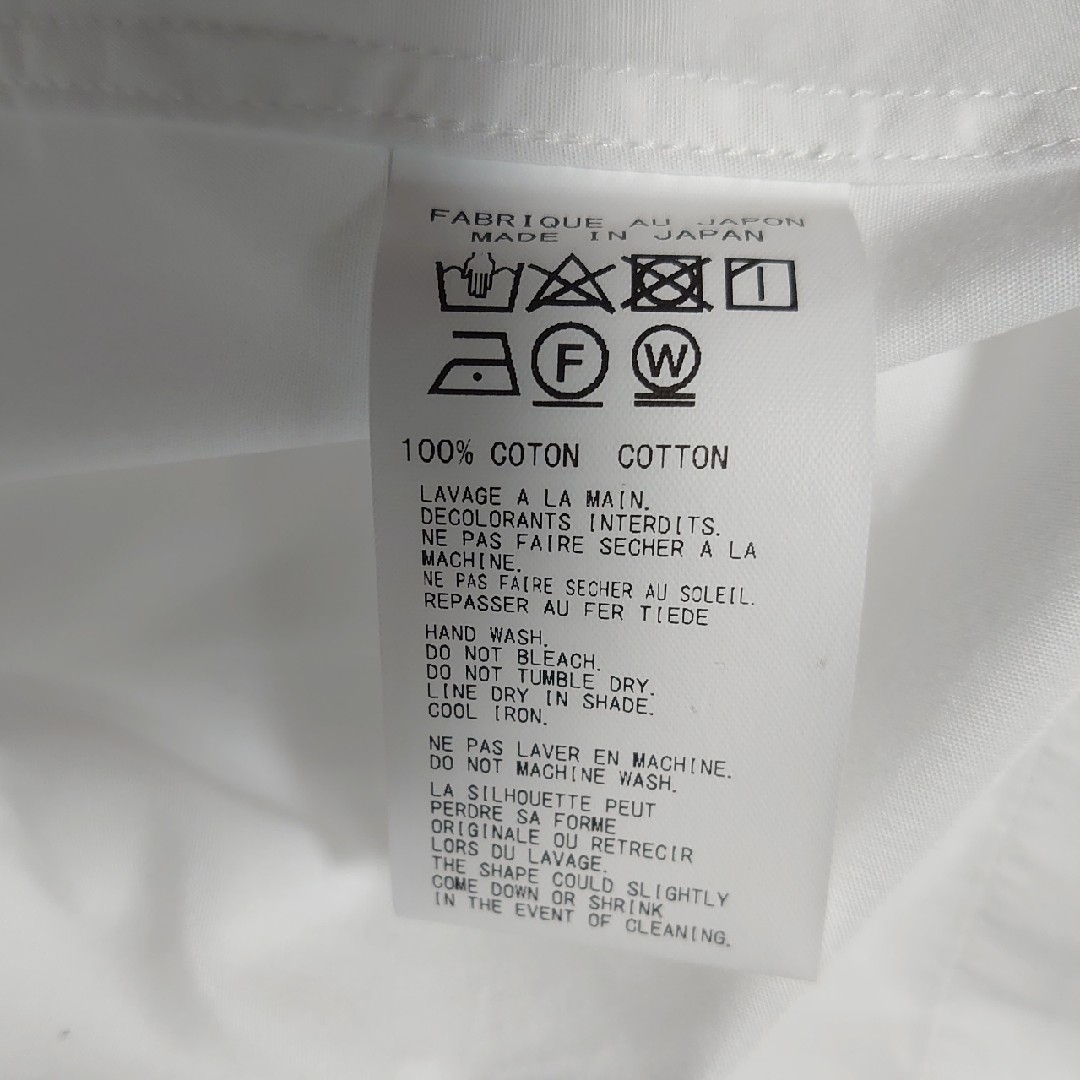 FABRIQUE AU JAPON
MADE IN JAPAN
F W
100% COTON COTTON
LAVAGE A LA MAIN.
DECOLORANTS INTERDITS.
NE PAS FAIRE SECHER A LA
MACHINE.
NE PAS FAIRE SECHER AU SOLEIL.
REPASSER AU FER TIEDE
HAND WASH.
DO NOT BLEACH.
DO NOT TUMBLE DRY.
LINE DRY IN SHADE.
COOL IRON.
NE PAS LAVER EN MACHINE.
DO NOT MACHINE WASH.
LA SILHOUETTE PEUT
PERDRE SA FORME
ORIGINALE OU RETRECIR
LORS DU LAVAGE.
THE SHAPE COULD SLIGHTLY
COME DOWN OR SHRINK
IN THE EVENT OF CLEANING.